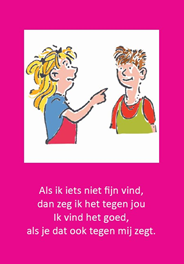 Als ik iets niet fijn vind,
dan zeg ik het tegen jou
Ik vind het goed,
als je dat ook tegen mij zegt.